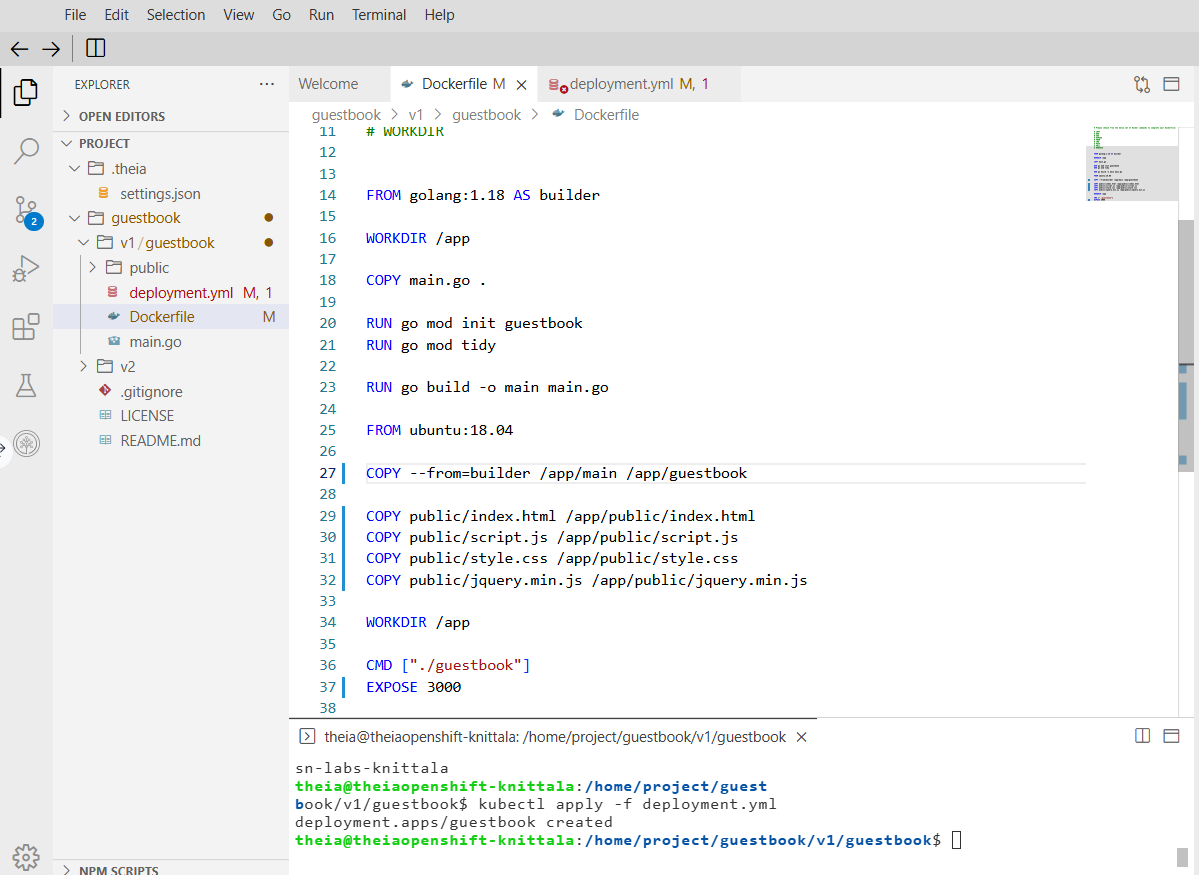 File Edit Selection View Go Run Terminal Help
EXPLORER
OPEN EDITORS
PROJECT
.theia
settings.json
guestbook
v1 / guestbook
public
deployment.yml M, 1
Dockerfile M
main.go
v2
.gitignore
LICENSE
README.md
NPM SCRIPTS
2
Welcome Dockerfile M deployment.yml M, 1
guestbook > v1 > guestbook > Dockerfile
11 # WORKDIR
12
13
14 FROM golang:1.18 AS builder
15
16 WORKDIR /app
17
18 COPY main.go .
19
20 RUN go mod init guestbook
21 RUN go mod tidy
22
23 RUN go build -o main main.go
24
25 FROM ubuntu:18.04
26
27 COPY --from=builder /app/main /app/guestbook
28
29 COPY public/index.html /app/public/index.html
30 COPY public/script.js /app/public/script.js
31 COPY public/style.css /app/public/style.css
32 COPY public/jquery.min.js /app/public/jquery.min.js
33
34 WORKDIR /app
35
36 CMD ["./guestbook"]
37 EXPOSE 3000
38
theia@theiaopenshift-knittala: /home/project/guestbook/v1/guestbook
sn-labs-knittala
theia@theiaopenshift-knittala:/home/project/guest
book/v1/guestbook$ kubectl apply -f deployment.yml
deployment.apps/guestbook created
theia@theiaopenshift-knittala:/home/project/guestbook/v1/guestbook$